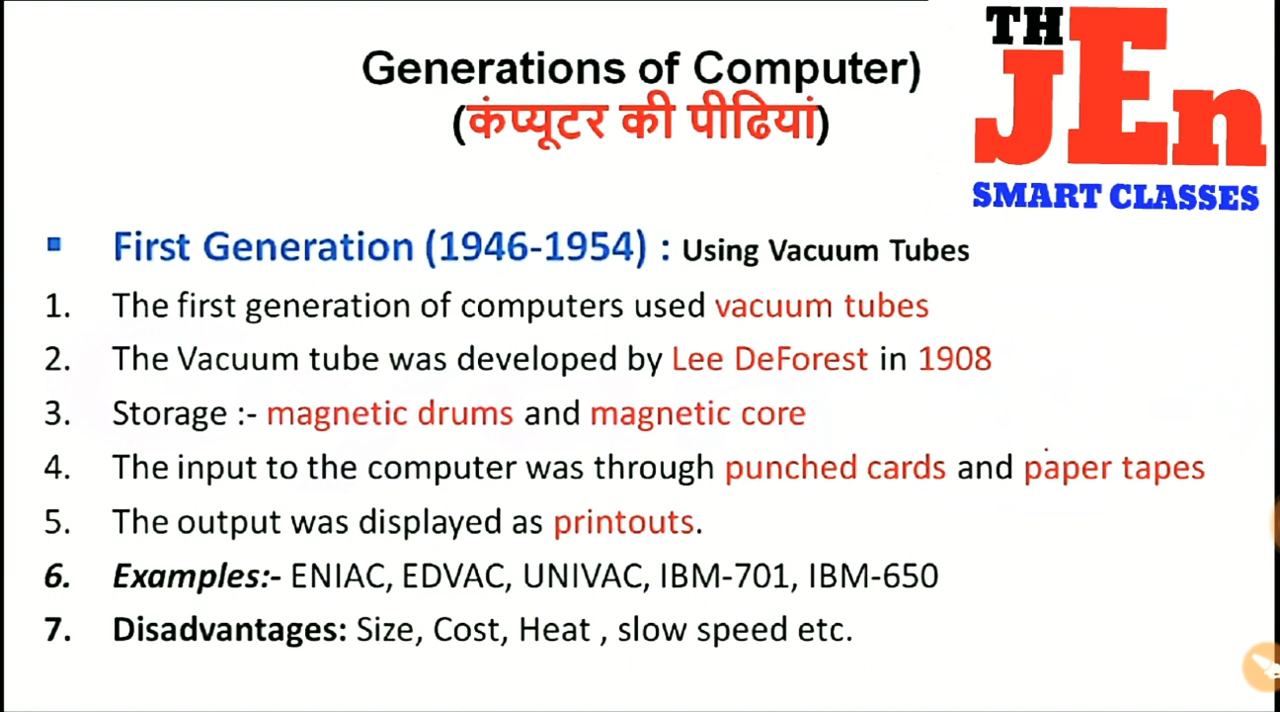 Generations of Computer)
(कंप्यूटर की पीढियां)
TH
JEn
SMART CLASSES
▪ First Generation (1946-1954) : Using Vacuum Tubes
1. The first generation of computers used vacuum tubes
2. The Vacuum tube was developed by Lee DeForest in 1908
3. Storage :- magnetic drums and magnetic core
4. The input to the computer was through punched cards and paper tapes
5. The output was displayed as printouts.
6. Examples:- ENIAC, EDVAC, UNIVAC, IBM-701, IBM-650
7. Disadvantages: Size, Cost, Heat , slow speed etc.